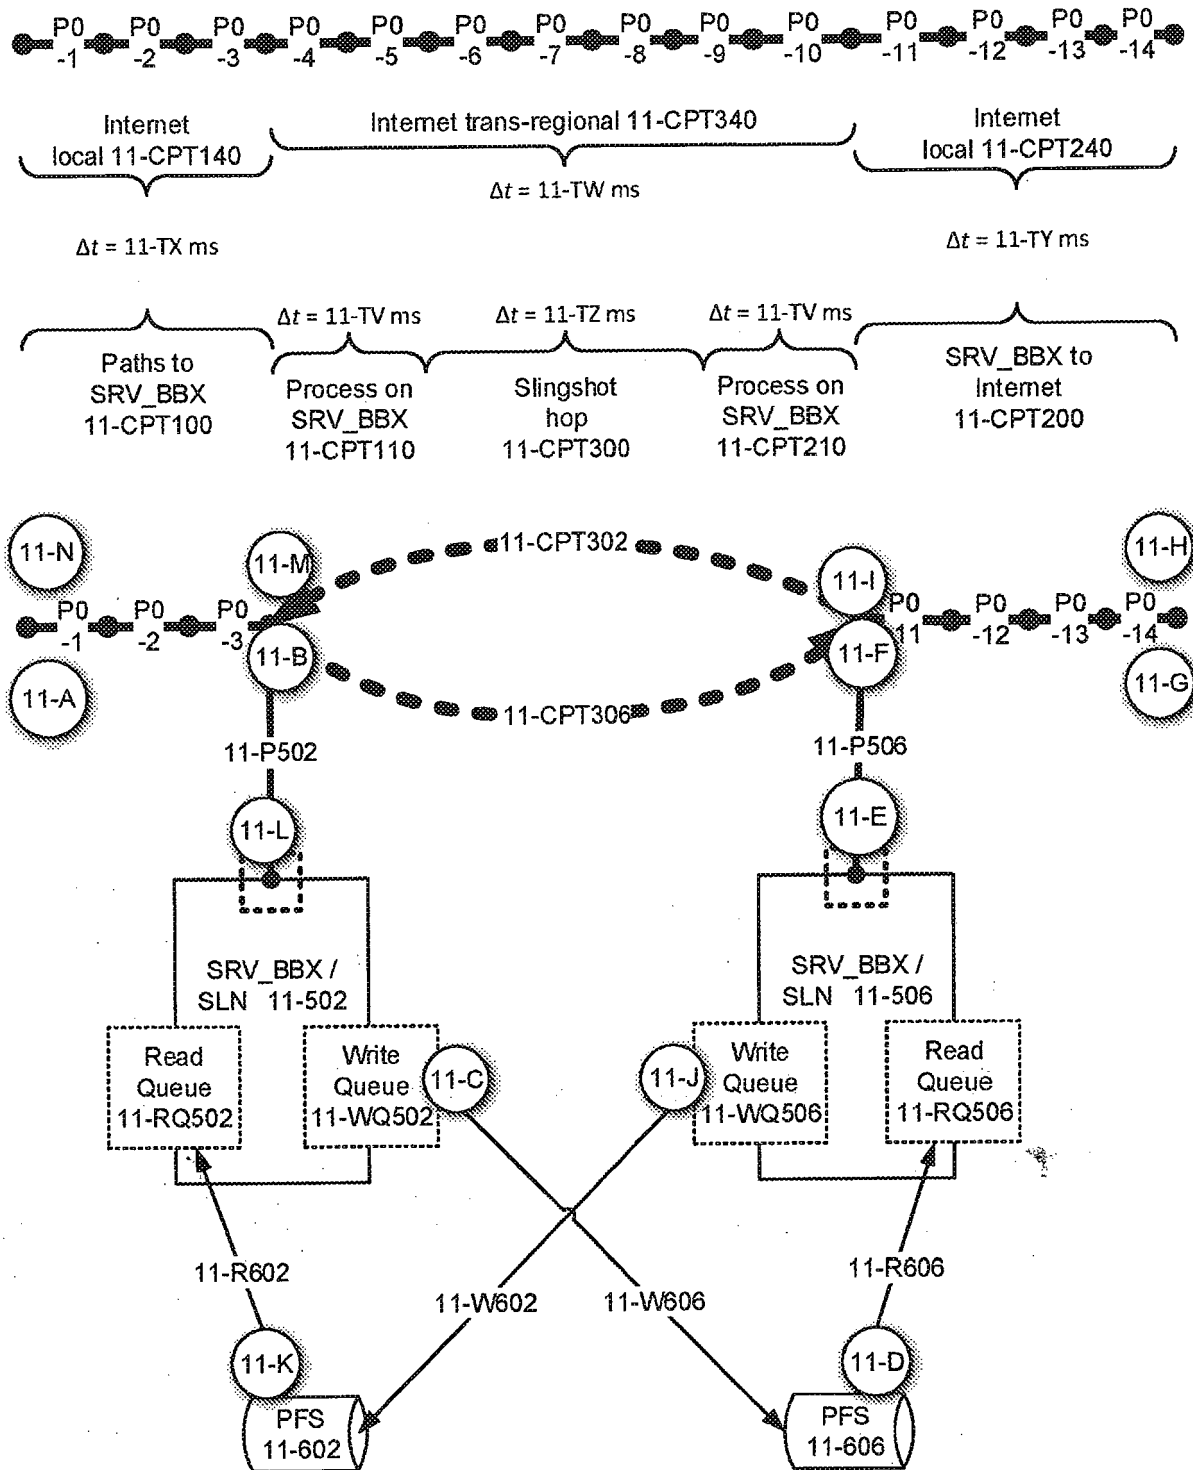 P0 P0 P0 P0 P0 P0 P0 P0 P0 P0 P0 P0 P0 P0
-1 -2 -3 -4 -5 -6 -7 -8 -9 -10 -11 -12 -13 -14
Internet
local 11-CPT140
Internet trans-regional 11-CPT340
Internet
local 11-CPT240
Δt = 11-TW ms
Δt = 11-TX ms
Δt = 11-TY ms
Δt = 11-TV ms
Δt = 11-TZ ms
Δt = 11-TV ms
Paths to
SRV_BBX
11-CPT100
Process on
SRV_BBX
11-CPT110
Slingshot
hop
11-CPT300
Process on
SRV_BBX
11-CPT210
SRV_BBX to
Internet
11-CPT200
11-N
11-M
11-CPT302
11-I
11-H
P0 P0 P0
-1 -2 -3
P0 P0 P0 P0
-11 -12 -13 -14
11-A
11-B
11-CPT306
11-F
11-G
11-P502
11-P506
11-L
11-E
SRV_BBX /
SLN 11-502
SRV_BBX /
SLN 11-506
Read
Queue
11-RQ502
Write
Queue
11-WQ502
11-C
11-J
Write
Queue
11-WQ506
Read
Queue
11-RQ506
11-R602
11-W602
11-W606
11-R606
11-K
11-D
PFS
11-602
PFS
11-606